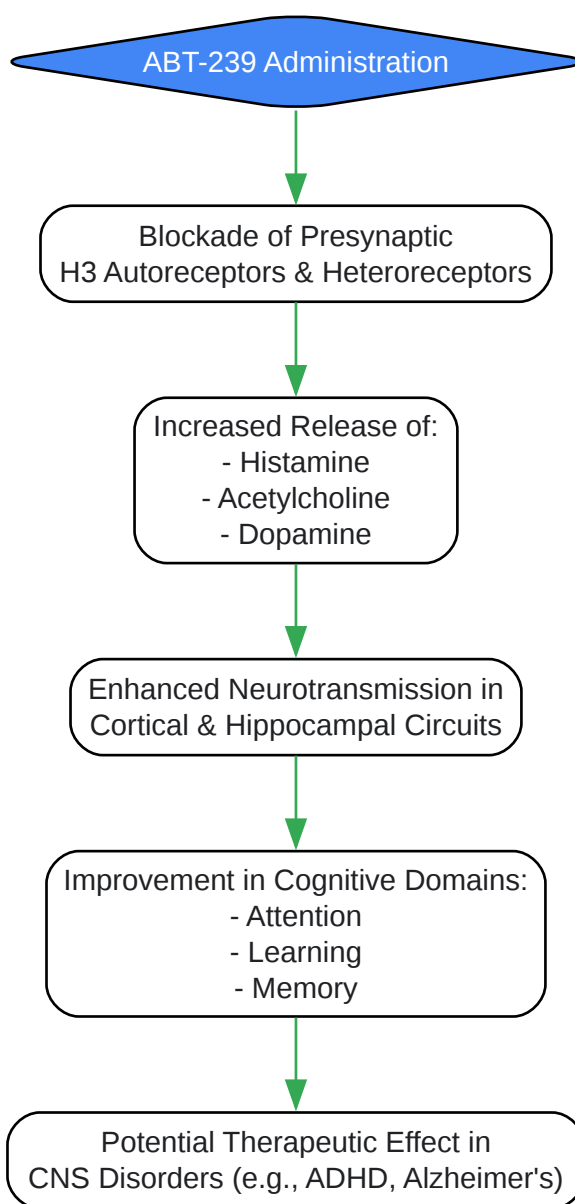 ABT-239 Administration
Blockade of Presynaptic
H3 Autoreceptors & Heteroreceptors
Increased Release of:
- Histamine
- Acetylcholine
- Dopamine
Enhanced Neurotransmission in
Cortical & Hippocampal Circuits
Improvement in Cognitive Domains:
- Attention
- Learning
- Memory
Potential Therapeutic Effect in
CNS Disorders (e.g., ADHD, Alzheimer's)